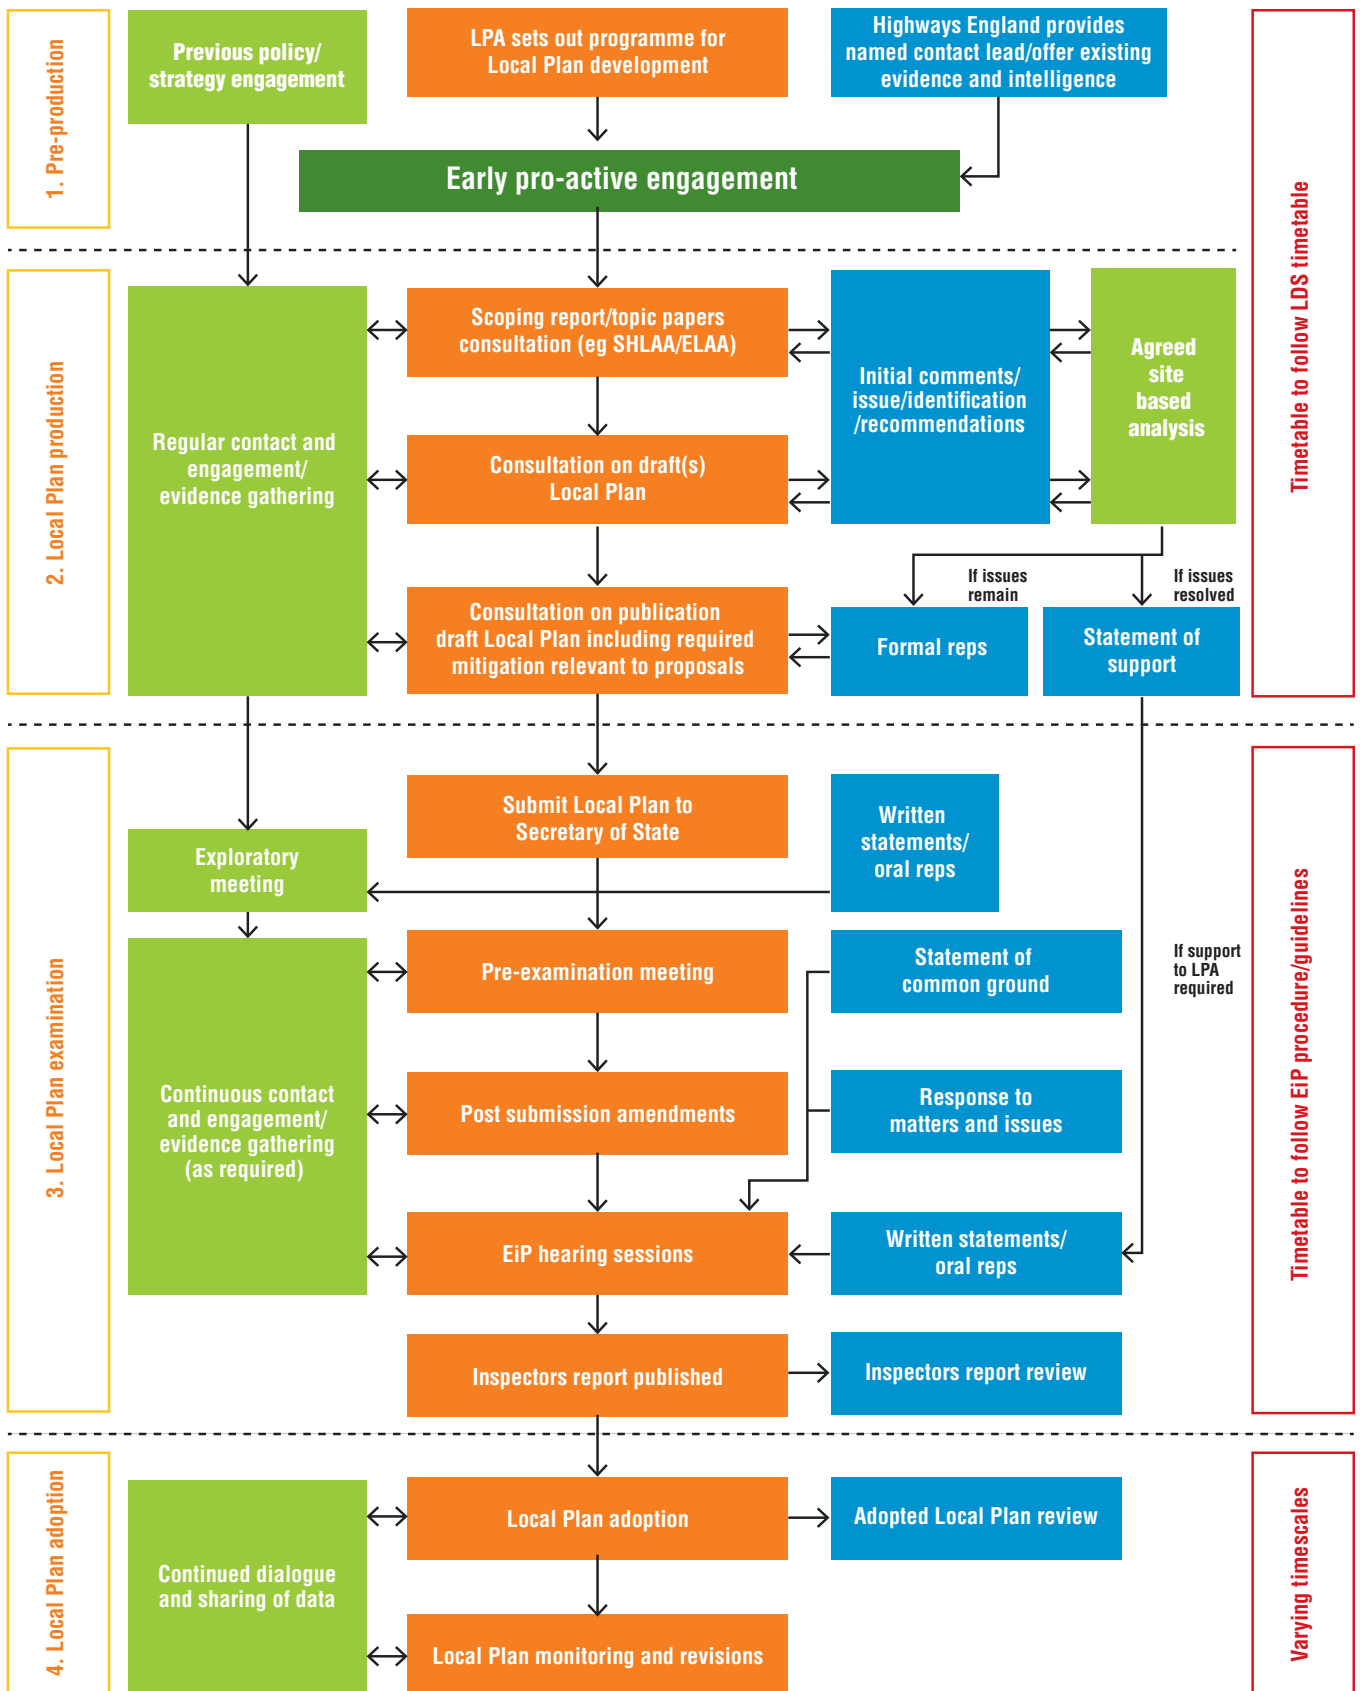 1. Pre-production
Previous policy/
strategy engagement
LPA sets out programme for
Local Plan development
Highways England provides
named contact lead/offer existing
evidence and intelligence
Early pro-active engagement
Timetable to follow LDS timetable
2. Local Plan production
Regular contact and
engagement/
evidence gathering
Scoping report/topic papers
consultation (eg SHLAA/ELAA)
Initial comments/
issue/identification
/recommendations
Agreed
site
based
analysis
Consultation on draft(s)
Local Plan
If issues
remain
If issues
resolved
Consultation on publication
draft Local Plan including required
mitigation relevant to proposals
Formal reps
Statement of
support
3. Local Plan examination
Submit Local Plan to
Secretary of State
Written
statements/
oral reps
Exploratory
meeting
Timetable to follow EiP procedure/guidelines
Pre-examination meeting
Statement of
common ground
If support
to LPA
required
Continuous contact
and engagement/
evidence gathering
(as required)
Post submission amendments
Response to
matters and issues
EiP hearing sessions
Written statements/
oral reps
Inspectors report published
Inspectors report review
4. Local Plan adoption
Continued dialogue
and sharing of data
Local Plan adoption
Adopted Local Plan review
Local Plan monitoring and revisions
Varying timescales